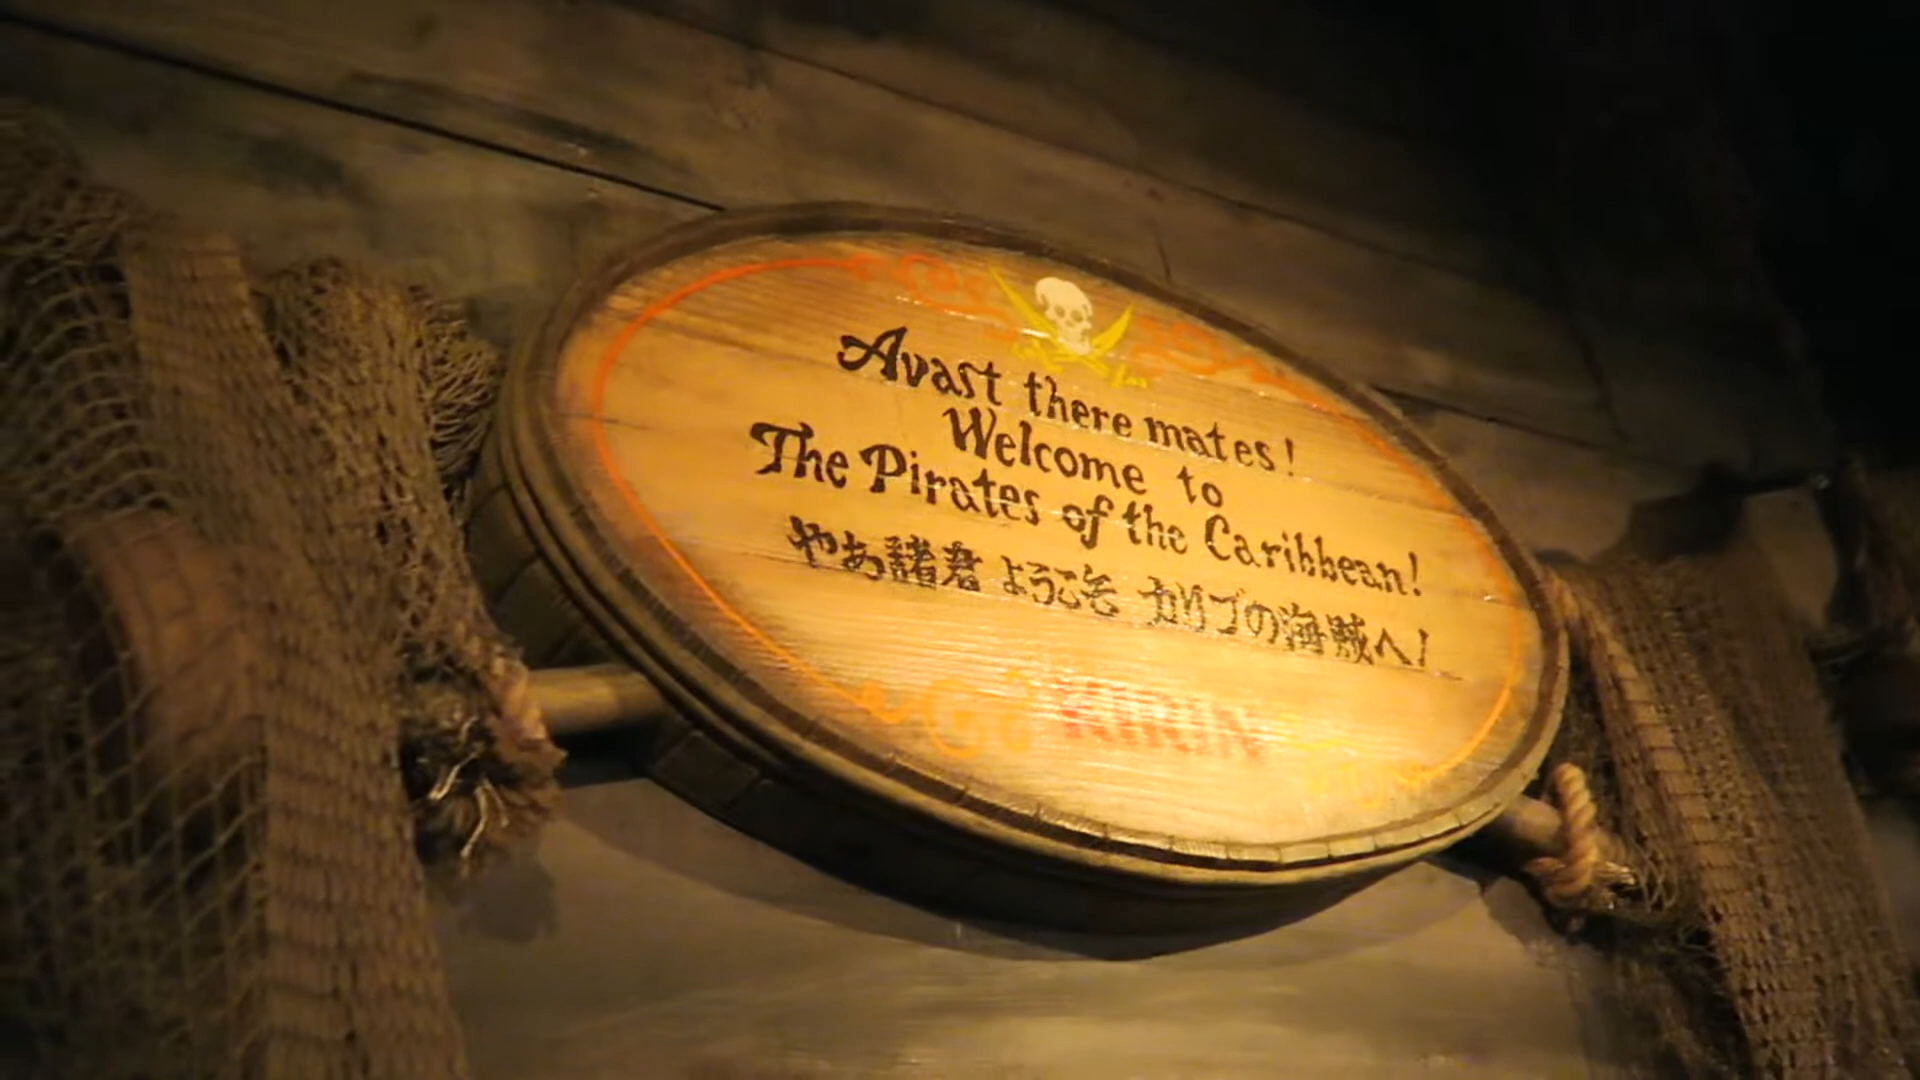 Avast there mates!
Welcome to
The Pirates of the Caribbean!
やあ諸君 ようこそ カリブの海賊へ!
KIRIN